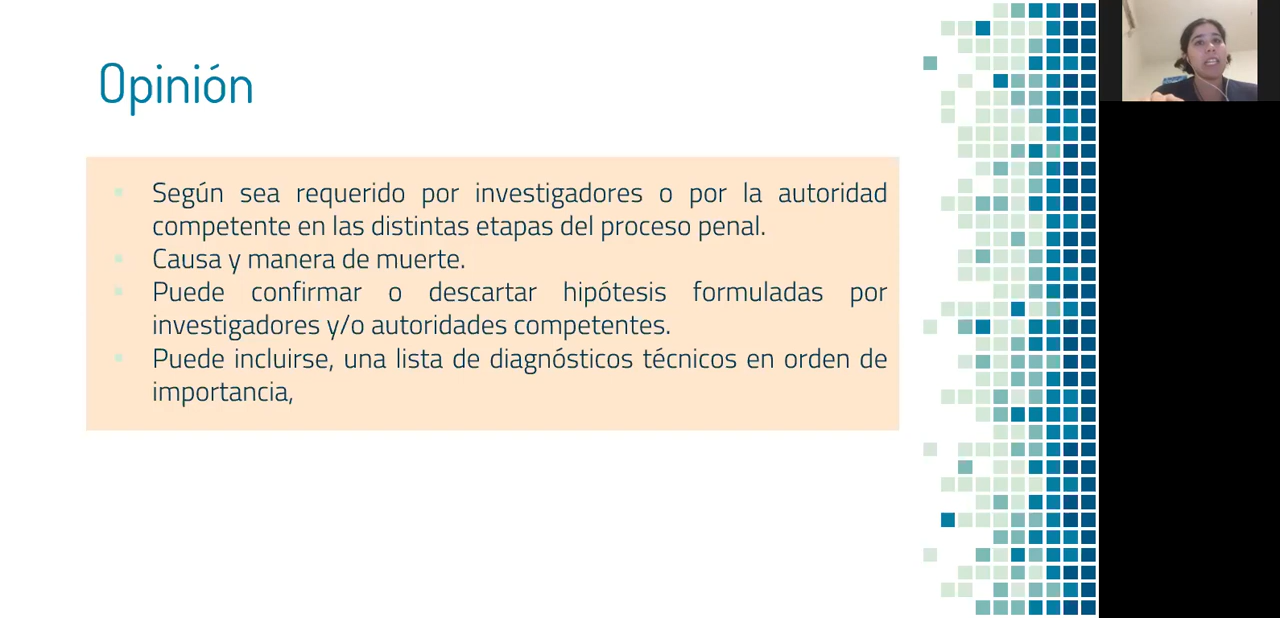 Opinión
Según sea requerido por investigadores o por la autoridad
competente en las distintas etapas del proceso penal.
Causa y manera de muerte.
Puede confirmar o descartar hipótesis formuladas por
investigadores y/o autoridades competentes.
Puede incluirse, una lista de diagnósticos técnicos en orden de
importancia,